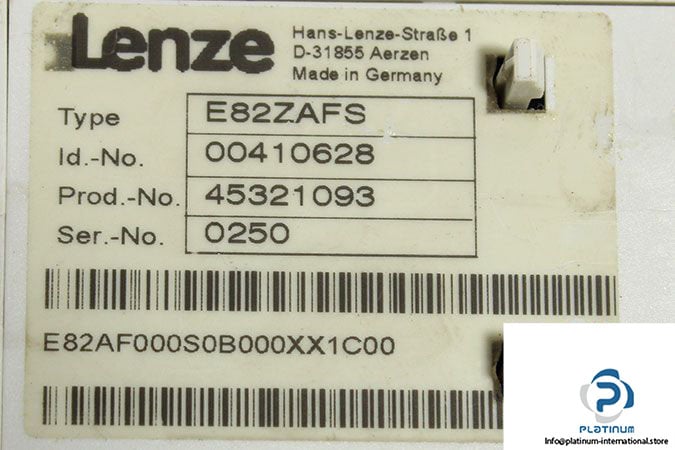 Lenze
Hans-Lenze-Straße 1
D-31855 Aerzen
Made in Germany
Type E82ZAFS
Id.-No. 00410628
Prod.-No. 45321093
Ser.-No. 0250
E82AF000S0B000XX1C00
PLATINUM
Info@platinum-international.store